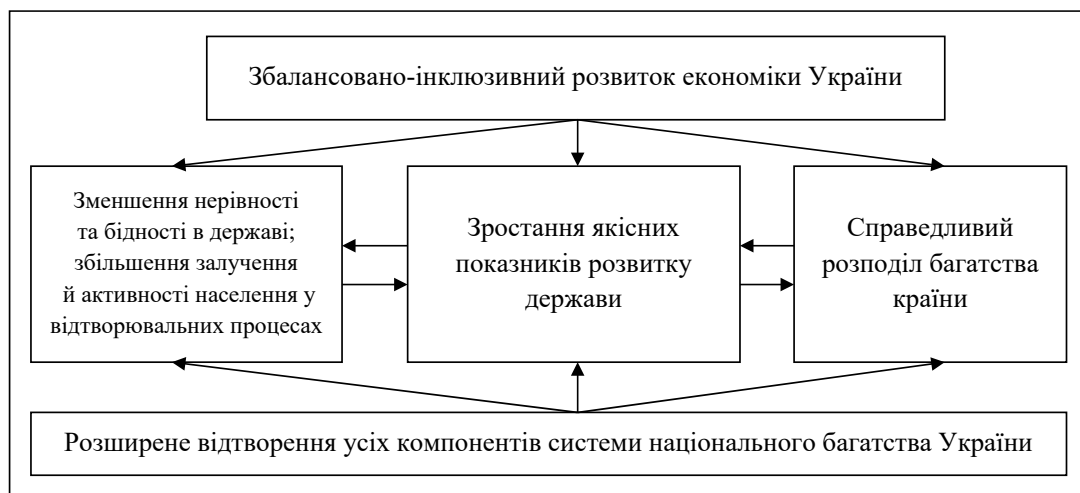 Збалансовано-інклюзивний розвиток економіки України
Зменшення нерівності
та бідності в державі;
збільшення залучення
й активності населення у
відтворювальних процесах
Зростання якісних
показників розвитку
держави
Справедливий
розподіл багатства
країни
Розширене відтворення усіх компонентів системи національного багатства України